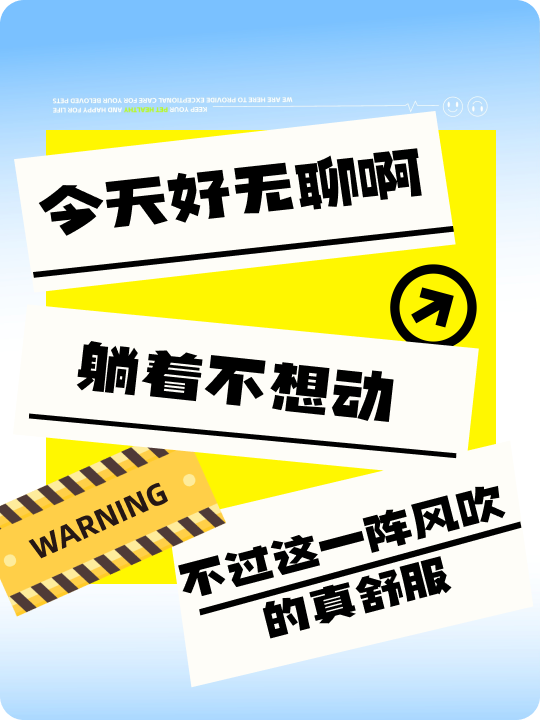 WE ARE HERE TO PROVIDE EXCEPTIONAL CARE FOR YOUR BELOVED PETS
KEEP YOUR AND HAPPY AND FOR LIFE
今天好无聊啊
躺着不想动
WARNING
不过这一阵风吹
的真舒服